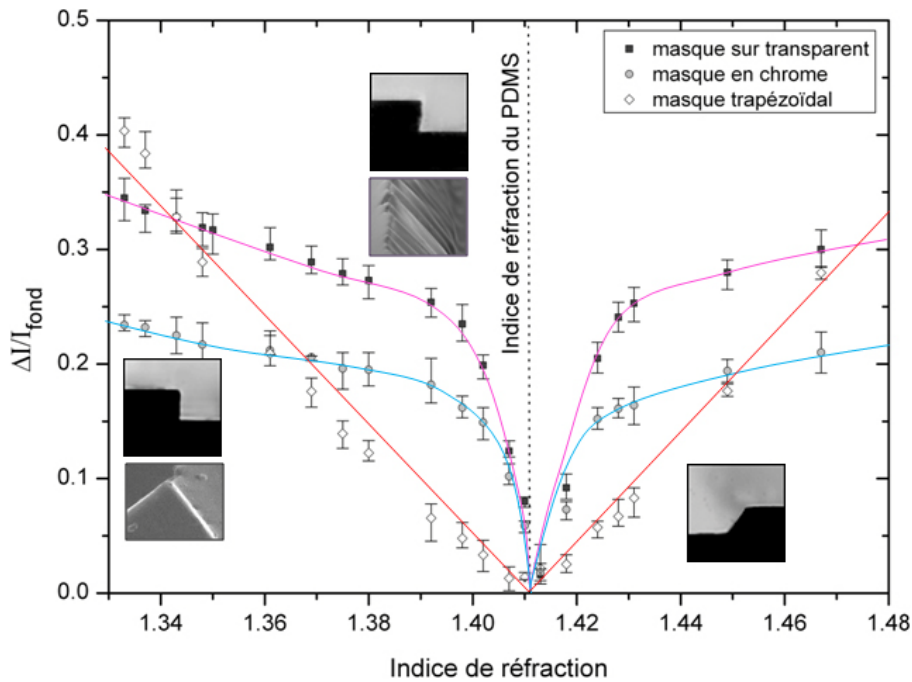 0.5
0.4
0.3
0.2
0.1
0.0
ΔI/I_fond
masque sur transparent
masque en chrome
masque trapézoïdal
Indice de réfraction du PDMS
1.34
1.36
1.38
1.40
1.42
1.44
1.46
1.48
Indice de réfraction